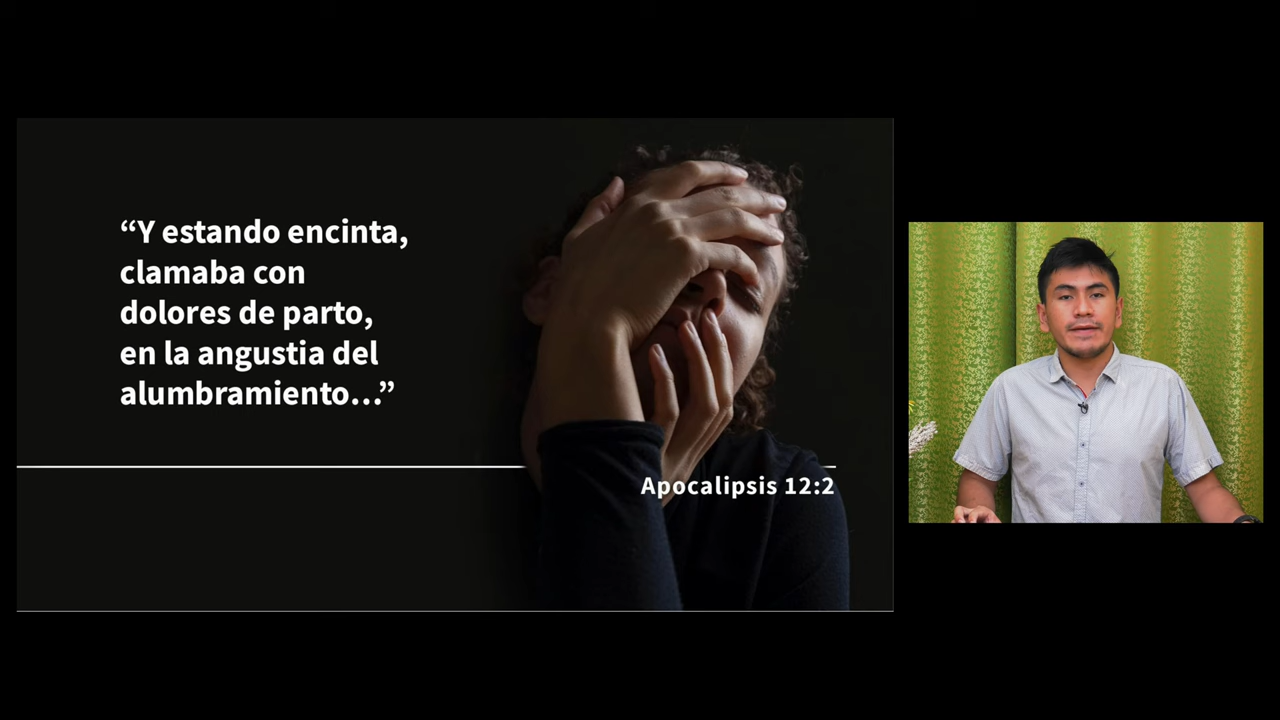 “Y estando encinta,
clamaba con
dolores de parto,
en la angustia del
alumbramiento...”
Apocalipsis 12:2